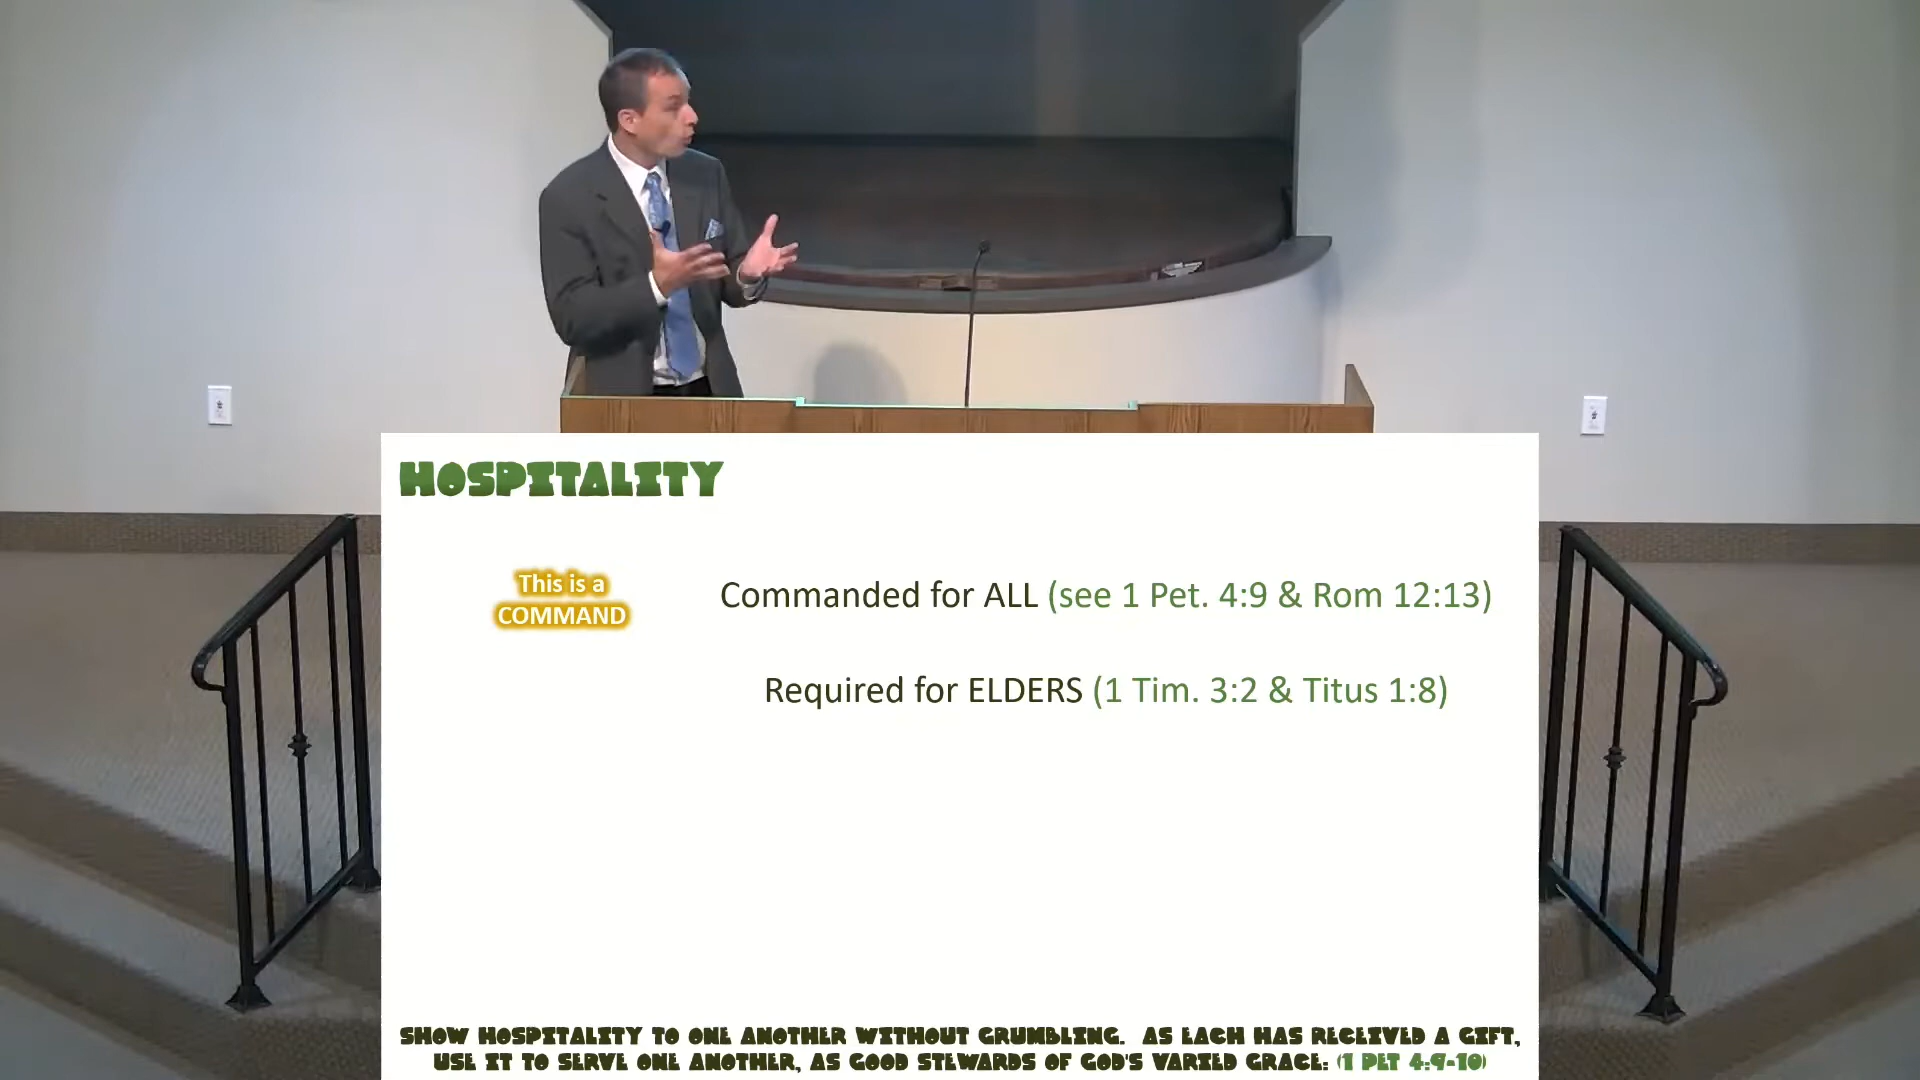 HOSPITALITY
This is a
COMMAND
Commanded for ALL (see 1 Pet. 4:9 & Rom 12:13)
Required for ELDERS (1 Tim. 3:2 & Titus 1:8)
SHOW HOSPITALITY TO ONE ANOTHER WITHOUT GRUMBLING. AS EACH HAS RECEIVED A GIFT,
USE IT TO SERVE ONE ANOTHER, AS GOOD STEWARDS OF GOD'S VARIED GRACE: (1 PET 4:9-10)